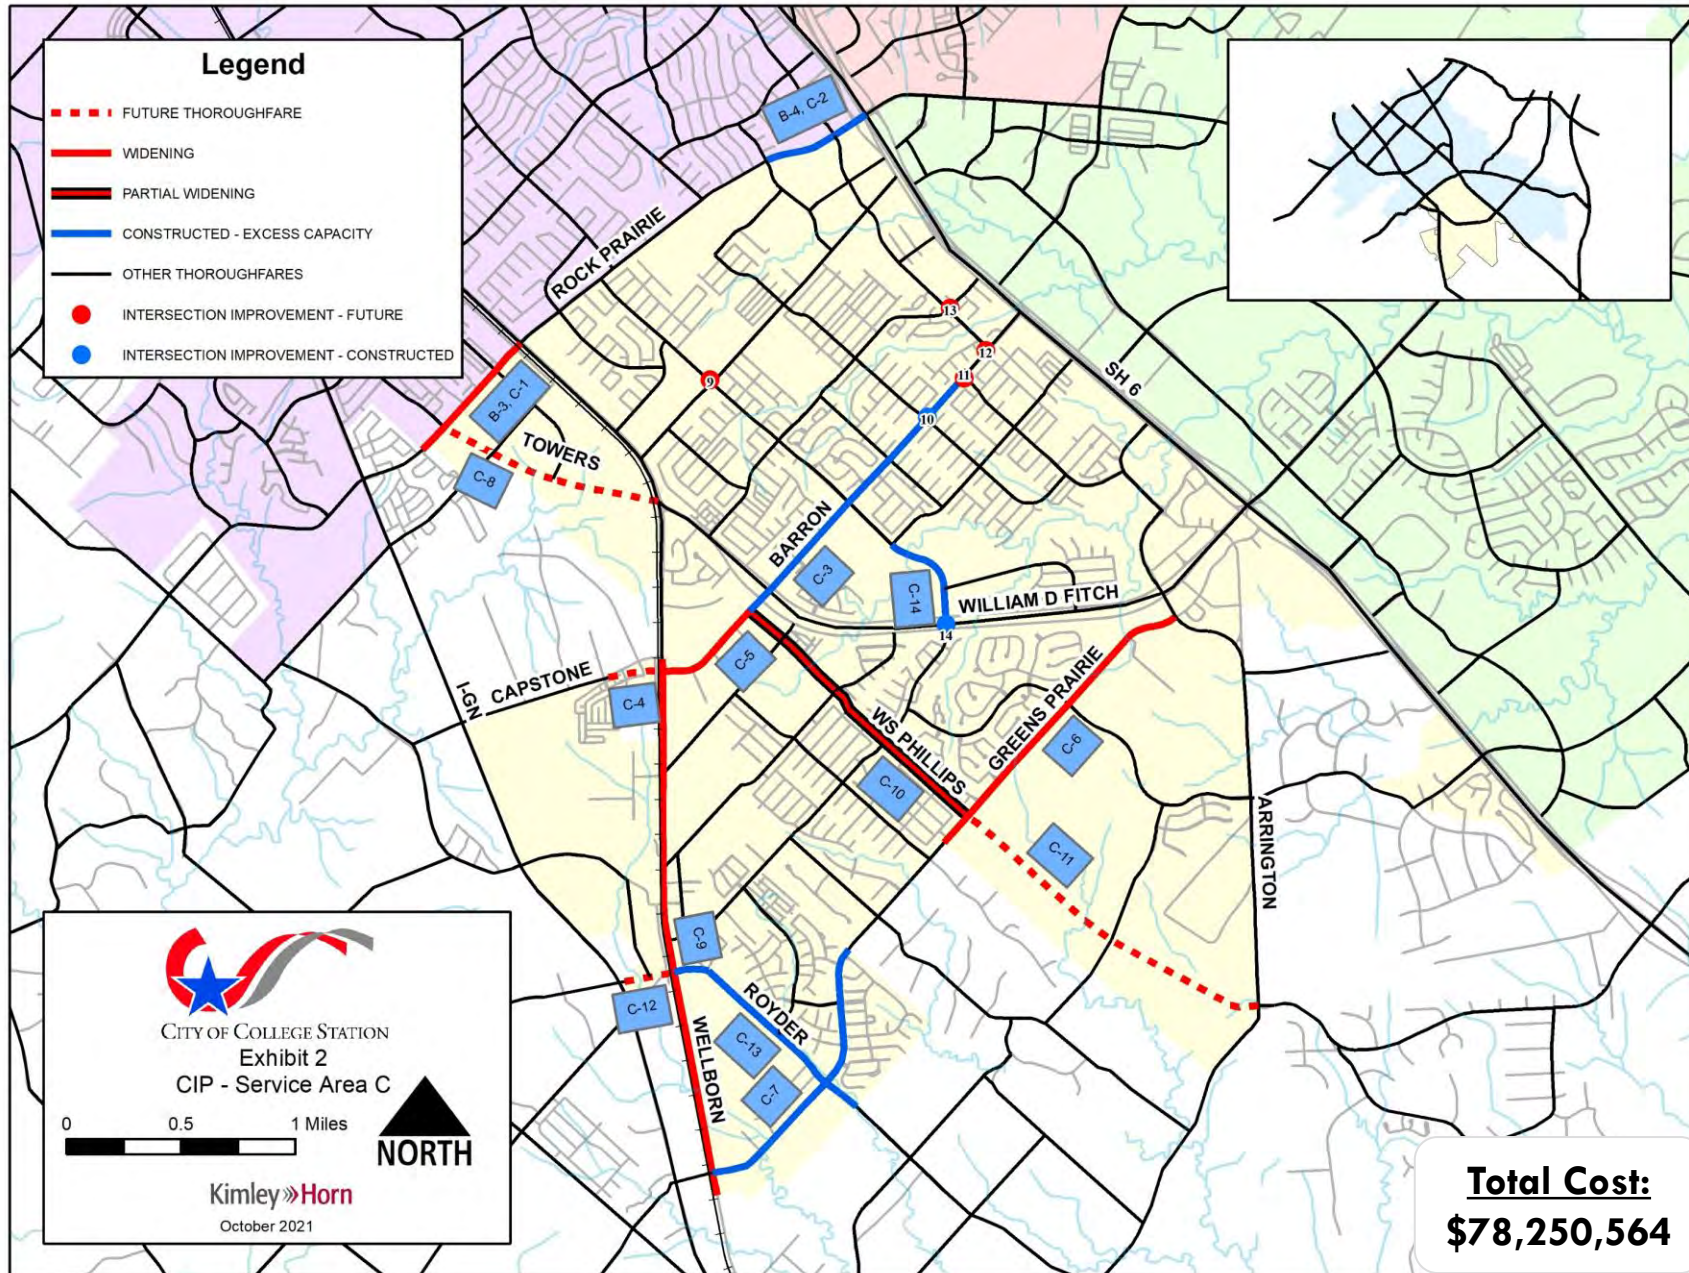 Legend
FUTURE THOROUGHFARE
WIDENING
PARTIAL WIDENING
CONSTRUCTED - EXCESS CAPACITY
OTHER THOROUGHFARES
INTERSECTION IMPROVEMENT - FUTURE
INTERSECTION IMPROVEMENT - CONSTRUCTED
B-4, C-2
ROCK PRAIRIE
13
12
11
10
9
SH 6
B-3, C-1
TOWERS
C-8
BARRON
C-3
C-14
WILLIAM D FITCH
14
C-5
CAPSTONE
I-GN
C-4
WS PHILLIPS
GREENS PRAIRIE
C-6
C-10
C-11
ARRINGTON
C-9
C-12
ROYDER
WELLBORN
C-13
C-7
CITY OF COLLEGE STATION
Exhibit 2
CIP - Service Area C
0 0.5 1 Miles
NORTH
Kimley»Horn
October 2021
Total Cost:
$78,250,564